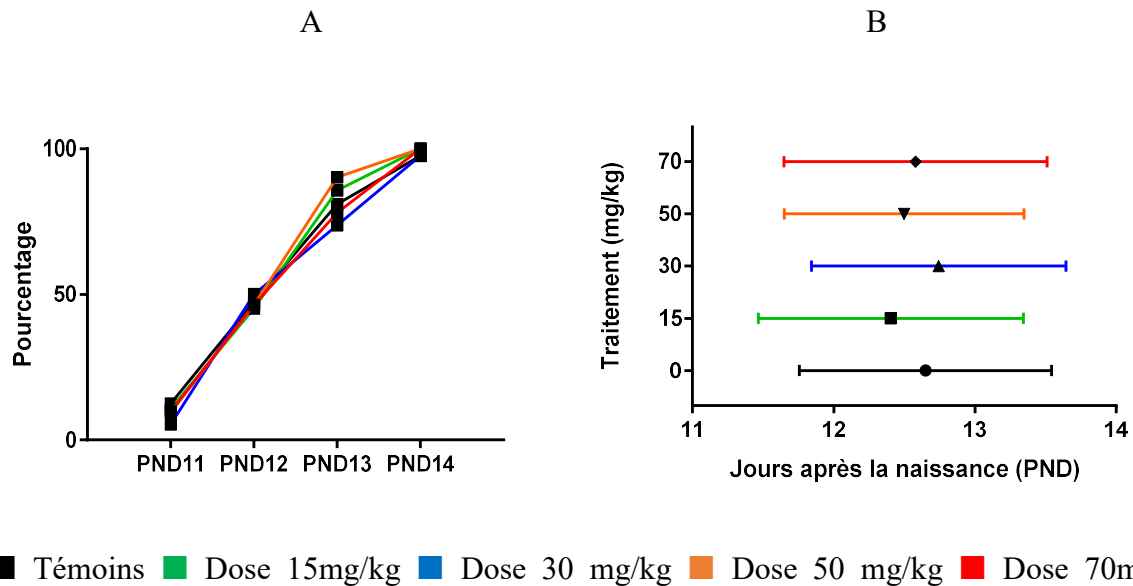 A
B
100
50
0
Pourcentage
PND11 PND12 PND13 PND14
70
50
30
15
0
Traitement (mg/kg)
11 12 13 14
Jours après la naissance (PND)
Témoins Dose 15mg/kg Dose 30 mg/kg Dose 50 mg/kg Dose 70m